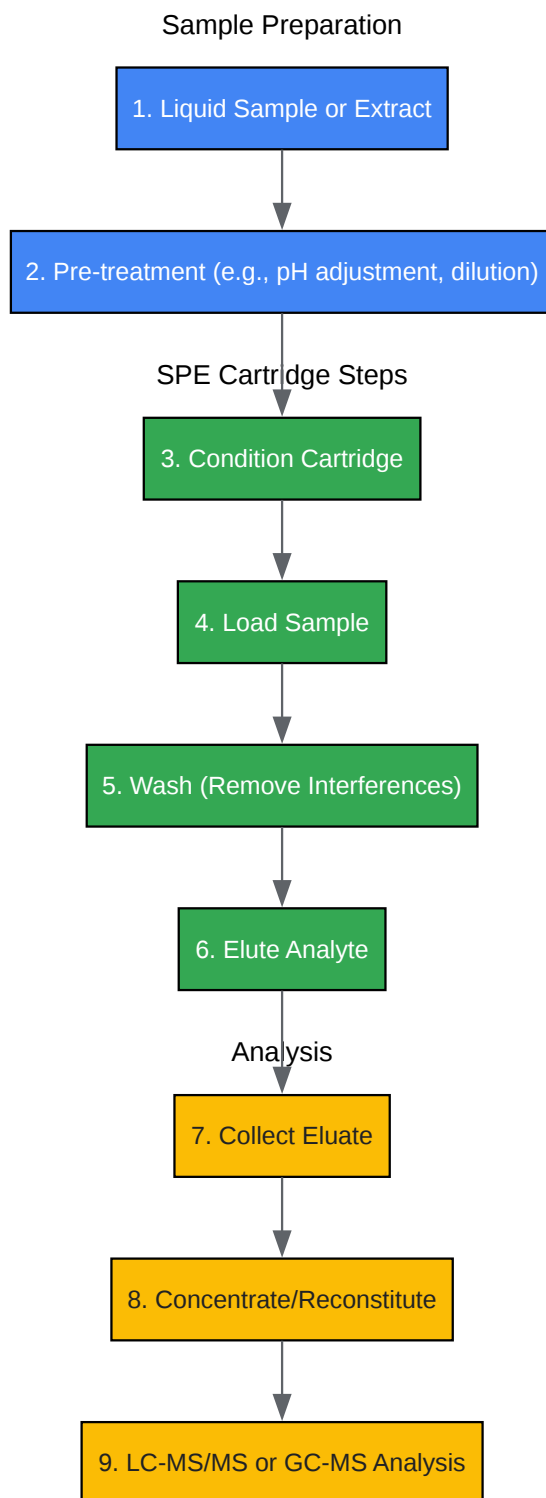 Sample Preparation
1. Liquid Sample or Extract
2. Pre-treatment (e.g., pH adjustment, dilution)
SPE Cartridge Steps
3. Condition Cartridge
4. Load Sample
5. Wash (Remove Interferences)
6. Elute Analyte
Analysis
7. Collect Eluate
8. Concentrate/Reconstitute
9. LC-MS/MS or GC-MS Analysis